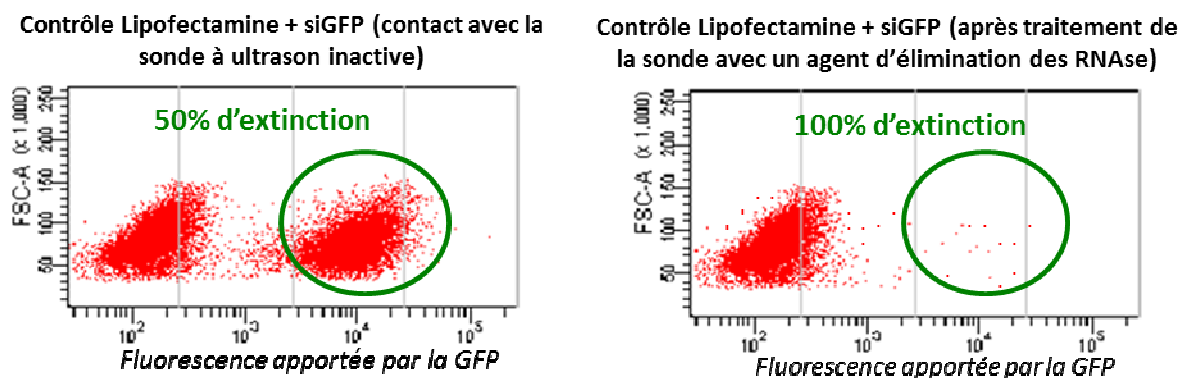 Contrôle Lipofectamine + siGFP (contact avec la
sonde à ultrason inactive)
50% d'extinction
FSC-A (x 1,000)
250
200
150
100
50
10²
10³
10⁴
10⁵
Fluorescence apportée par la GFP
Contrôle Lipofectamine + siGFP (après traitement de
la sonde avec un agent d'élimination des RNAse)
100% d'extinction
FSC-A (x 1,000)
250
200
150
100
50
10²
10³
10⁴
10⁵
Fluorescence apportée par la GFP